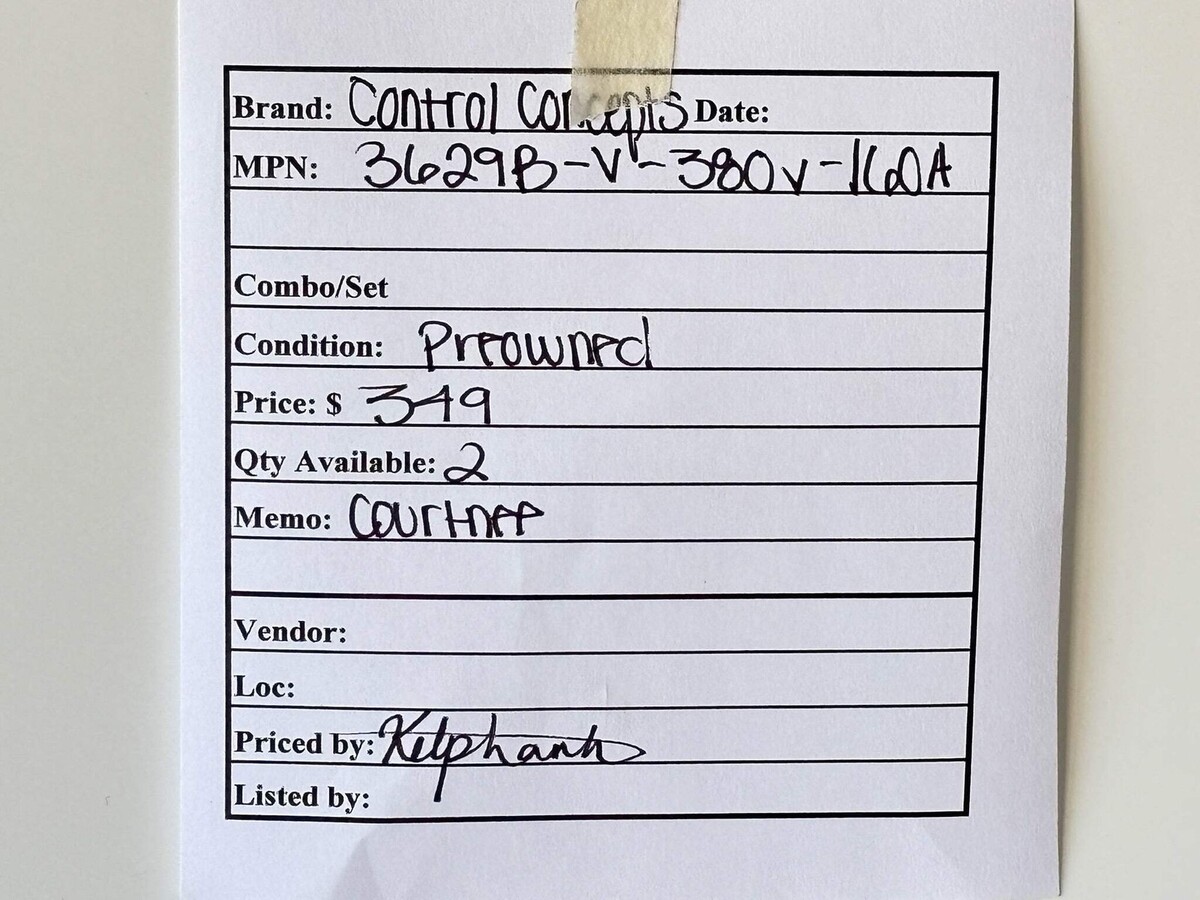 Brand: Control Concepts Date:
MPN: 3629B-V-380V-160A
Combo/Set
Condition: Preowned
Price: $ 349
Qty Available: 2
Memo: Courtnee
Vendor:
Loc:
Priced by:
Listed by: